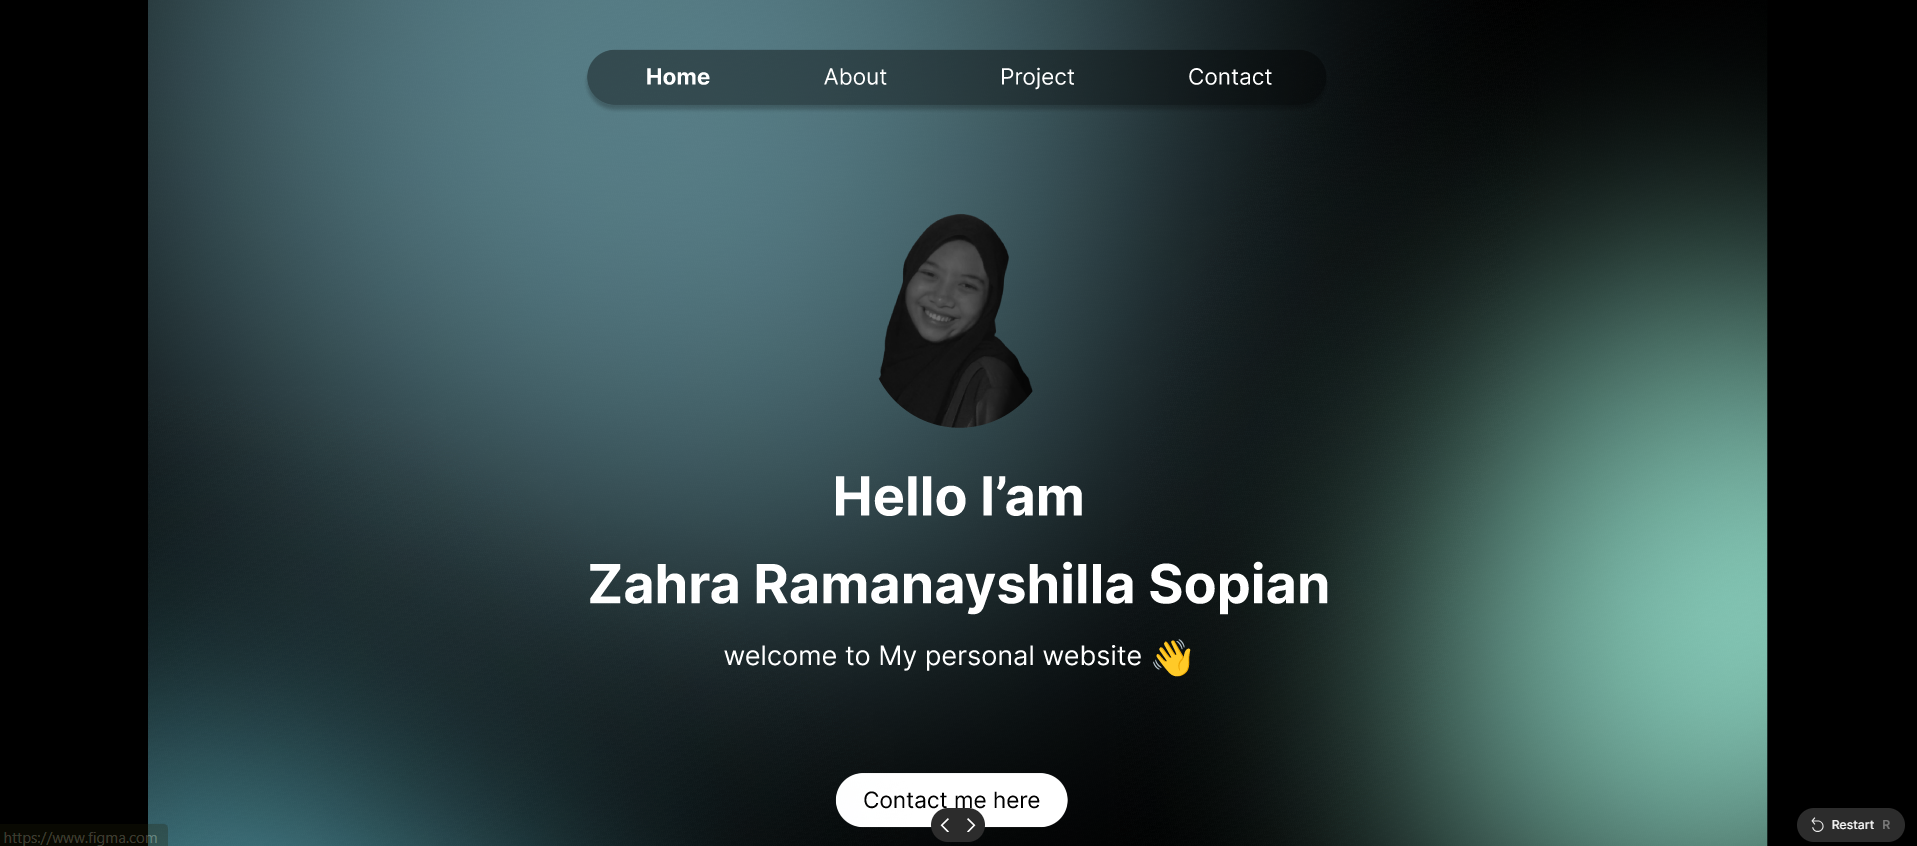 Home About Project Contact
Hello I’am
Zahra Ramanayshilla Sopian
welcome to My personal website 👋
Contact me here
https://www.figma.com
Restart R